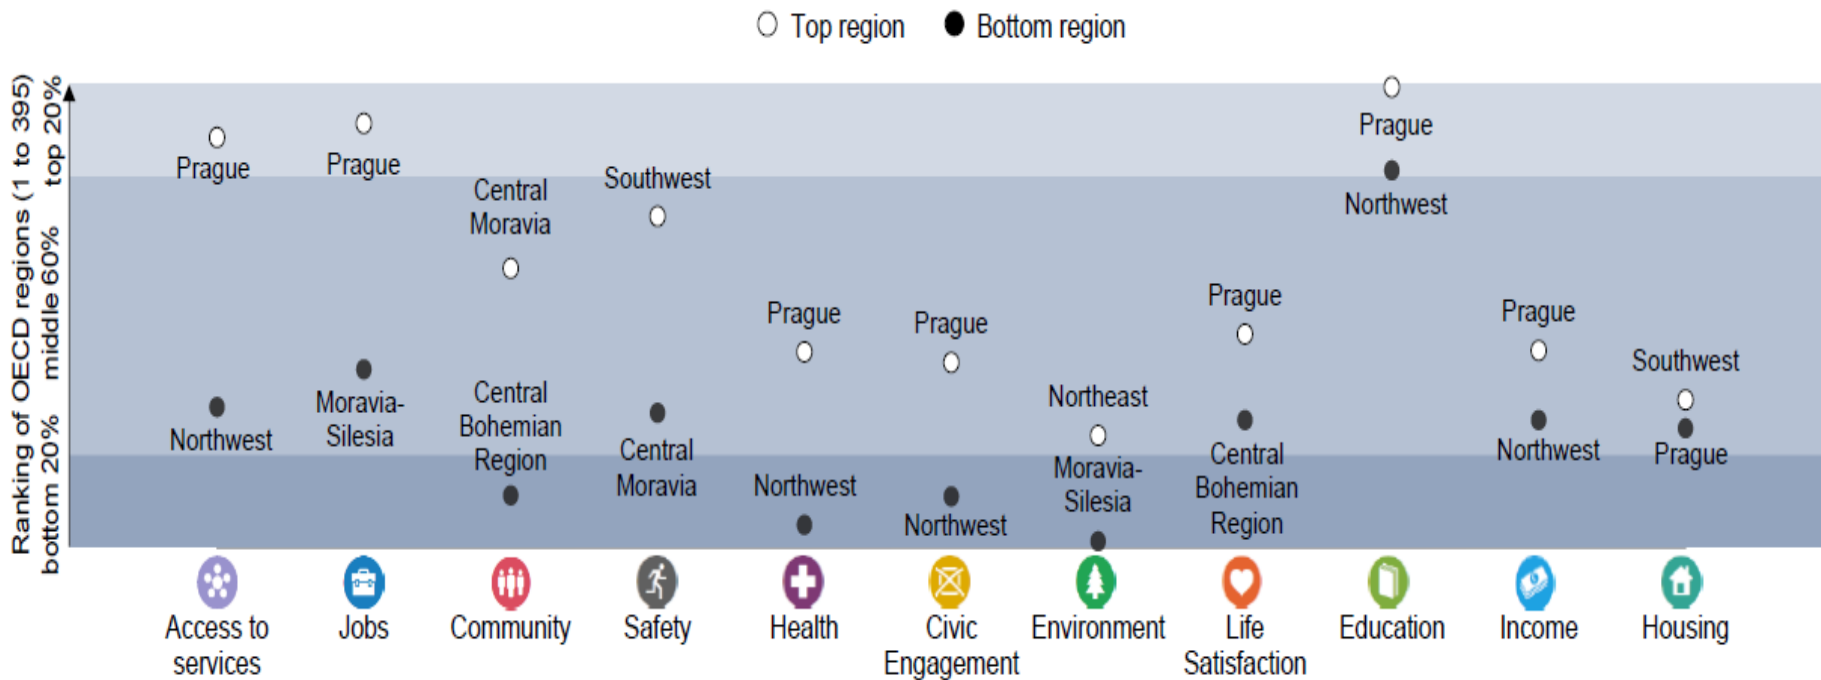 Top region
Bottom region
Ranking of OECD regions (1 to 395)
bottom 20% middle 60% top 20%
Prague
Northwest
Prague
Moravia-
Silesia
Central
Moravia
Central
Bohemian
Region
Southwest
Central
Moravia
Prague
Northwest
Prague
Northwest
Northeast
Moravia-
Silesia
Prague
Central
Bohemian
Region
Prague
Northwest
Prague
Northwest
Southwest
Prague
Access to
services
Jobs
Community
Safety
Health
Civic
Engagement
Environment
Life
Satisfaction
Education
Income
Housing